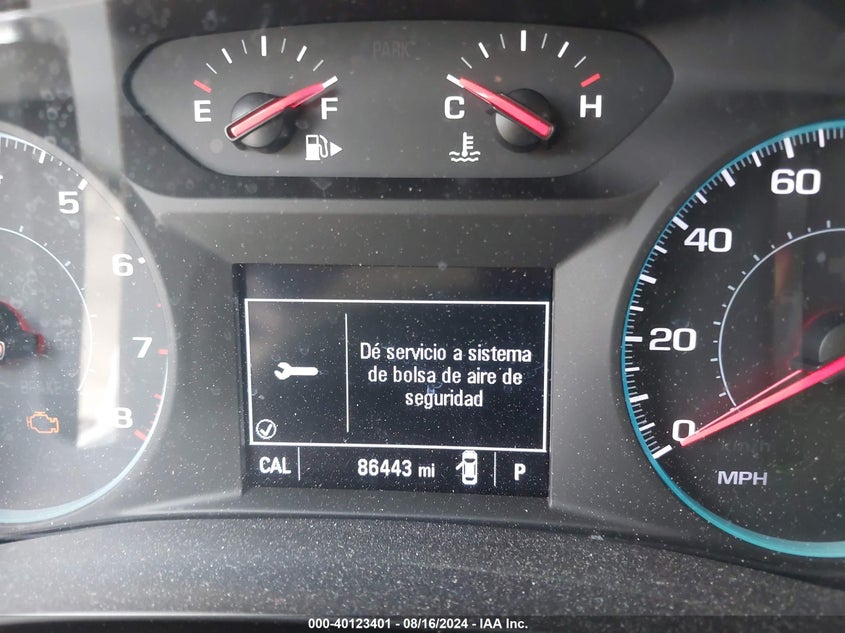 PARK
E F
C H
5
6
7
8
60
40
20
0
MPH
Dé servicio a sistema
de bolsa de aire de
seguridad
CAL 86443 mi P
000-40123401 - 08/16/2024 - IAA Inc.